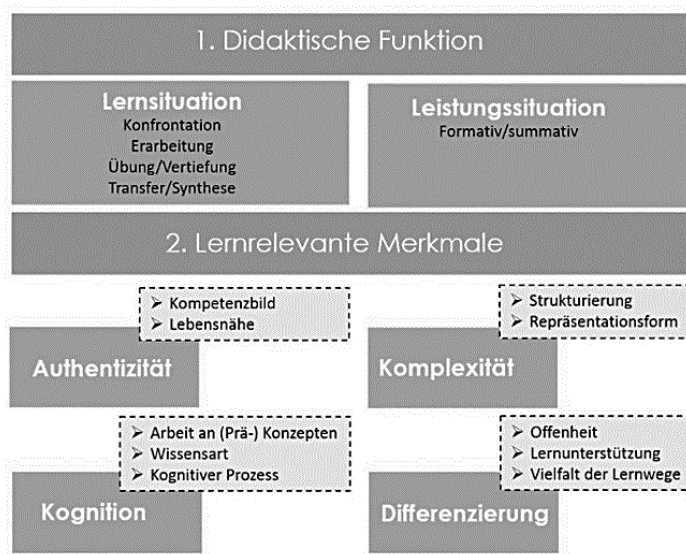 1. Didaktische Funktion
Lernsituation
Konfrontation
Erarbeitung
Übung/Vertiefung
Transfer/Synthese
Leistungssituation
Formativ/summativ
2. Lernrelevante Merkmale
➢ Kompetenzbild
➢ Lebensnähe
Authentizität
➢ Strukturierung
➢ Repräsentationsform
Komplexität
➢ Arbeit an (Prä-) Konzepten
➢ Wissensart
➢ Kognitiver Prozess
Kognition
➢ Offenheit
➢ Lernunterstützung
➢ Vielfalt der Lernwege
Differenzierung